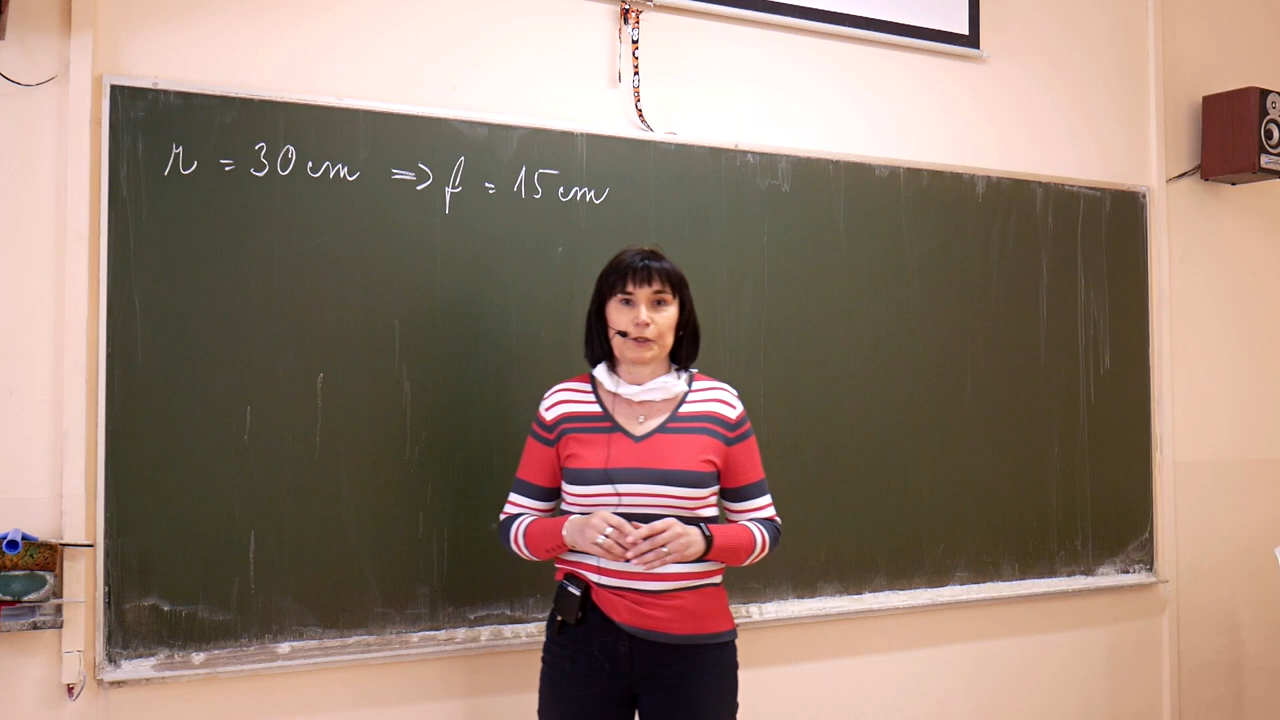 r = 30 cm => f = 15 cm